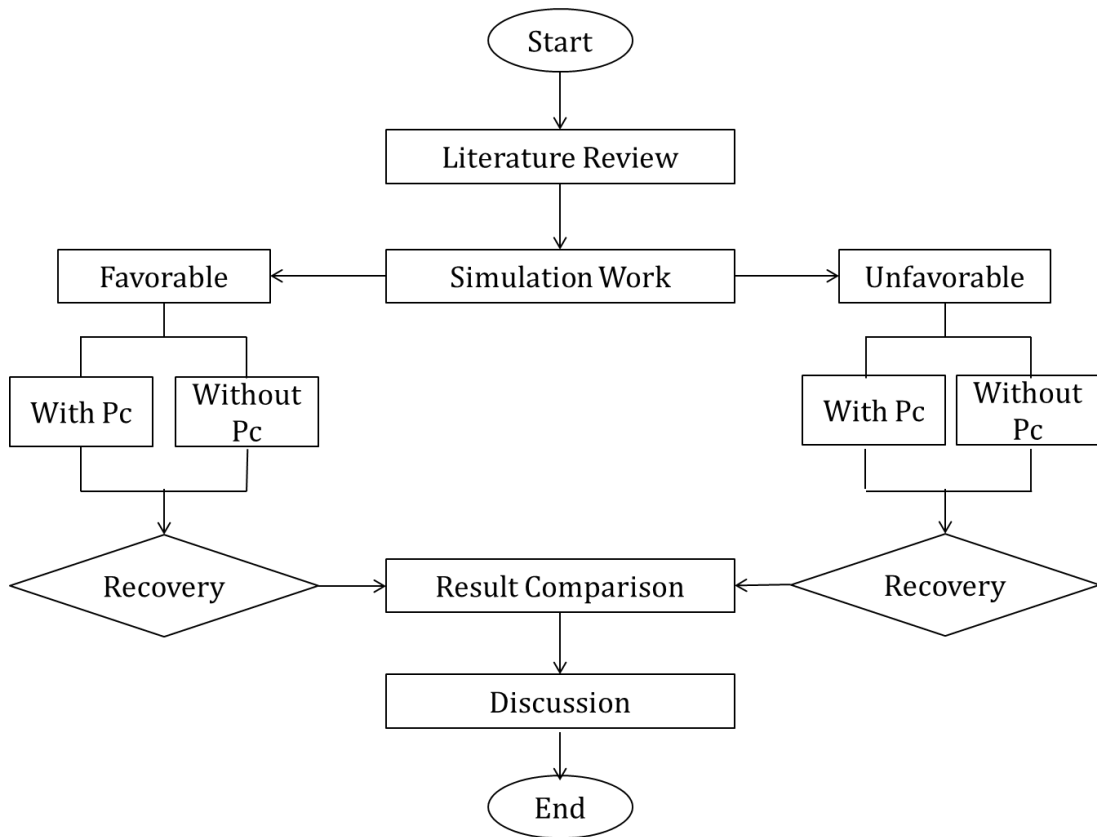 Start
Literature Review
Favorable
Simulation Work
Unfavorable
With Pc
Without
Pc
With Pc
Without
Pc
Recovery
Result Comparison
Recovery
Discussion
End